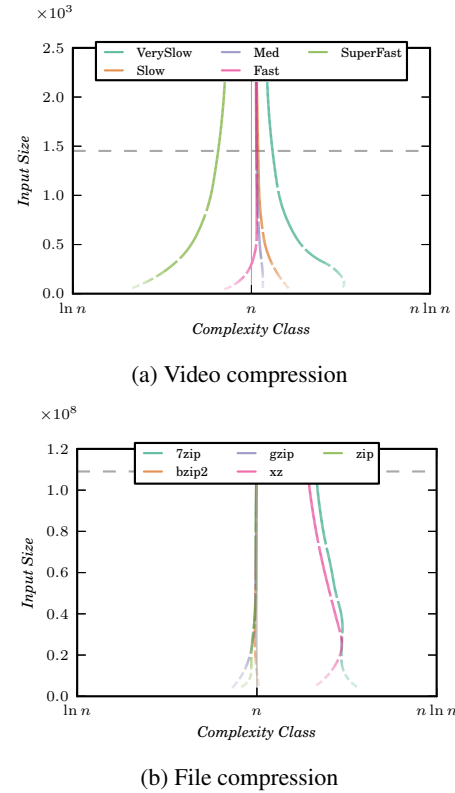 ×10³
2.5
2.0
1.5
1.0
0.5
0.0
Input Size
VerySlow Med SuperFast
Slow Fast
ln n n n ln n
Complexity Class
(a) Video compression
×10⁸
1.2
1.0
0.8
0.6
0.4
0.2
0.0
Input Size
7zip gzip zip
bzip2 xz
ln n n n ln n
Complexity Class
(b) File compression